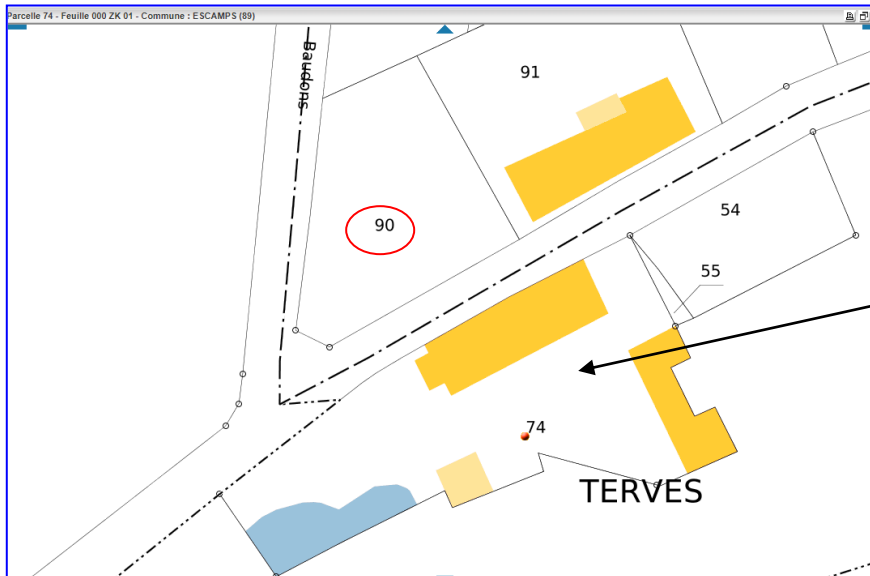 Parcelle 74 - Feuille 000 ZK 01 - Commune : ESCAMPS (89)
Baudons
91
90
54
55
74
TERVES